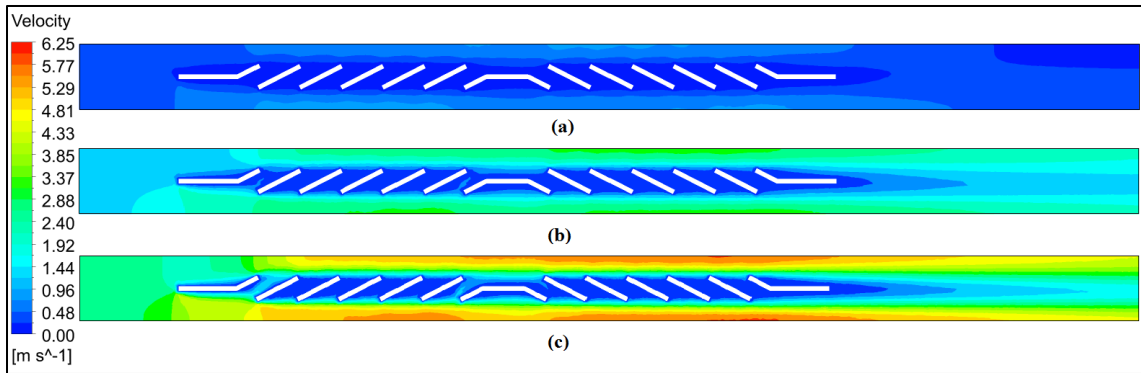 Velocity
6.25
5.77
5.29
4.81
4.33
3.85
3.37
2.88
2.40
1.92
1.44
0.96
0.48
0.00
[m s^-1]
(a)
(b)
(c)